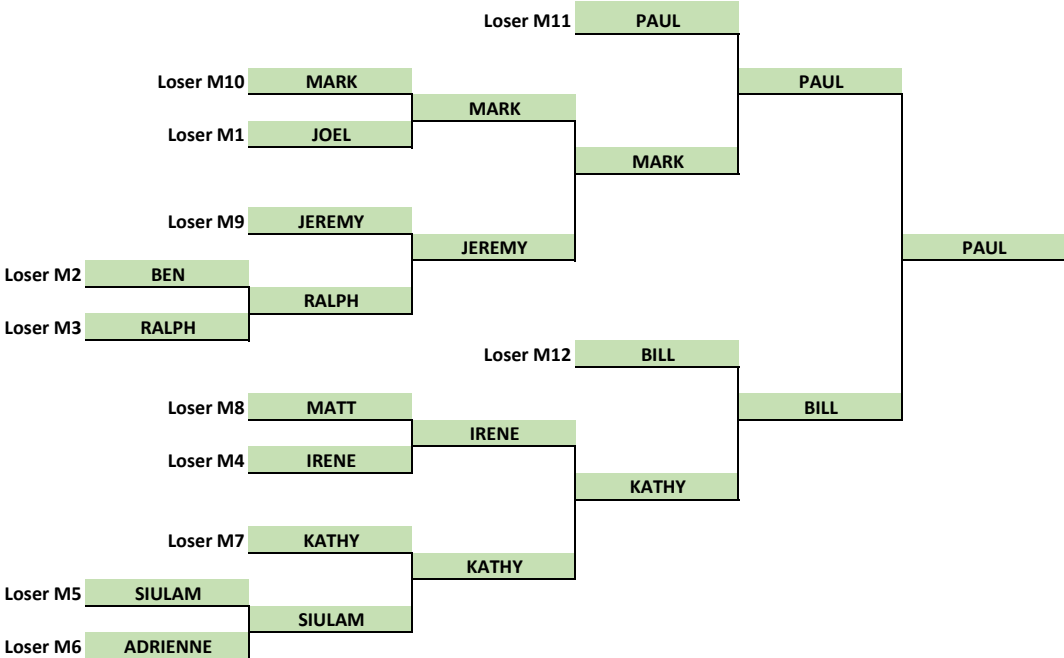 Loser M11 PAUL
Loser M10 MARK PAUL
MARK
Loser M1 JOEL
MARK
Loser M9 JEREMY
JEREMY PAUL
Loser M2 BEN
RALPH
Loser M3 RALPH
Loser M12 BILL
Loser M8 MATT BILL
IRENE
Loser M4 IRENE
KATHY
Loser M7 KATHY
KATHY
Loser M5 SIULAM
SIULAM
Loser M6 ADRIENNE